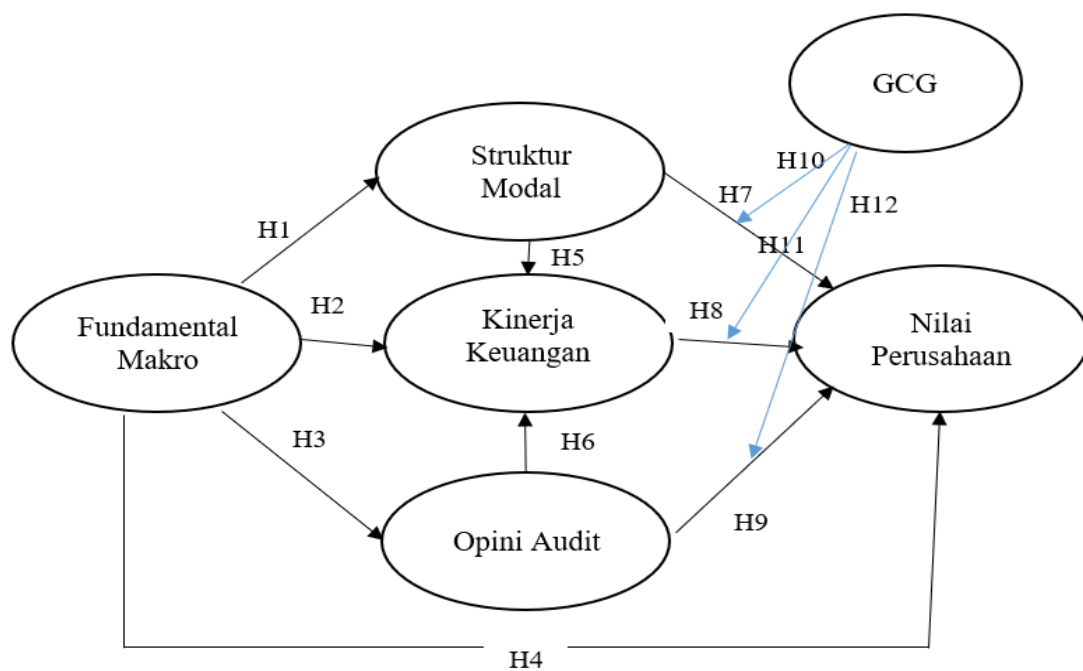 GCG
Struktur
Modal
H10
H7
H12
H1
H11
H5
H2
H8
Kinerja
Keuangan
Fundamental
Makro
Nilai
Perusahaan
H3
H6
H9
Opini Audit
H4